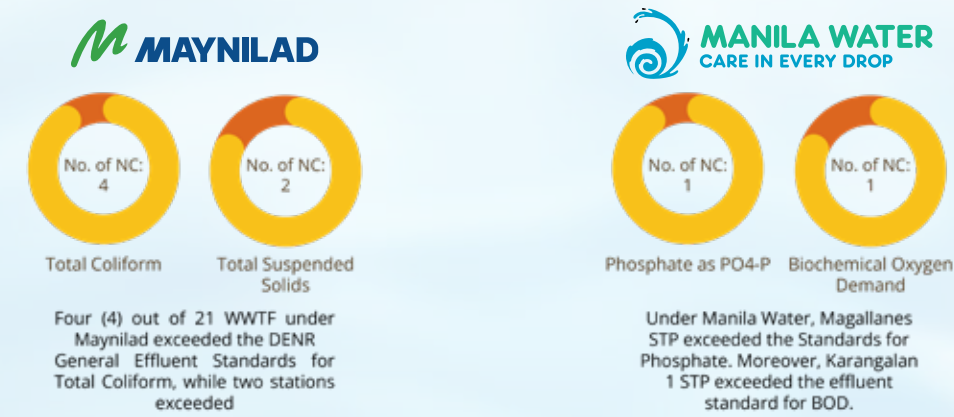 MAYNILAD
No. of NC:
4
Total Coliform
No. of NC:
2
Total Suspended
Solids
Four (4) out of 21 WWTF under
Maynilad exceeded the DENR
General Effluent Standards for
Total Coliform, while two stations
exceeded
MANILA WATER
CARE IN EVERY DROP
No. of NC:
1
Phosphate as PO4-P
No. of NC:
1
Biochemical Oxygen
Demand
Under Manila Water, Magallanes
STP exceeded the Standards for
Phosphate. Moreover, Karangalan
1 STP exceeded the effluent
standard for BOD.